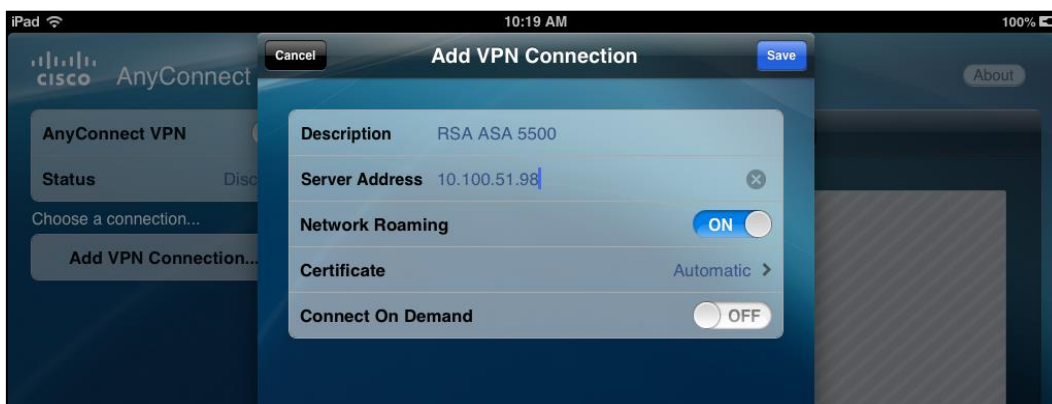 iPad 10:19 AM 100%
Cancel Add VPN Connection Save
CISCO AnyConnect About
AnyConnect VPN
Status Disc
Choose a connection...
Add VPN Connection...
Description RSA ASA 5500
Server Address 10.100.51.98
Network Roaming ON
Certificate Automatic >
Connect On Demand OFF